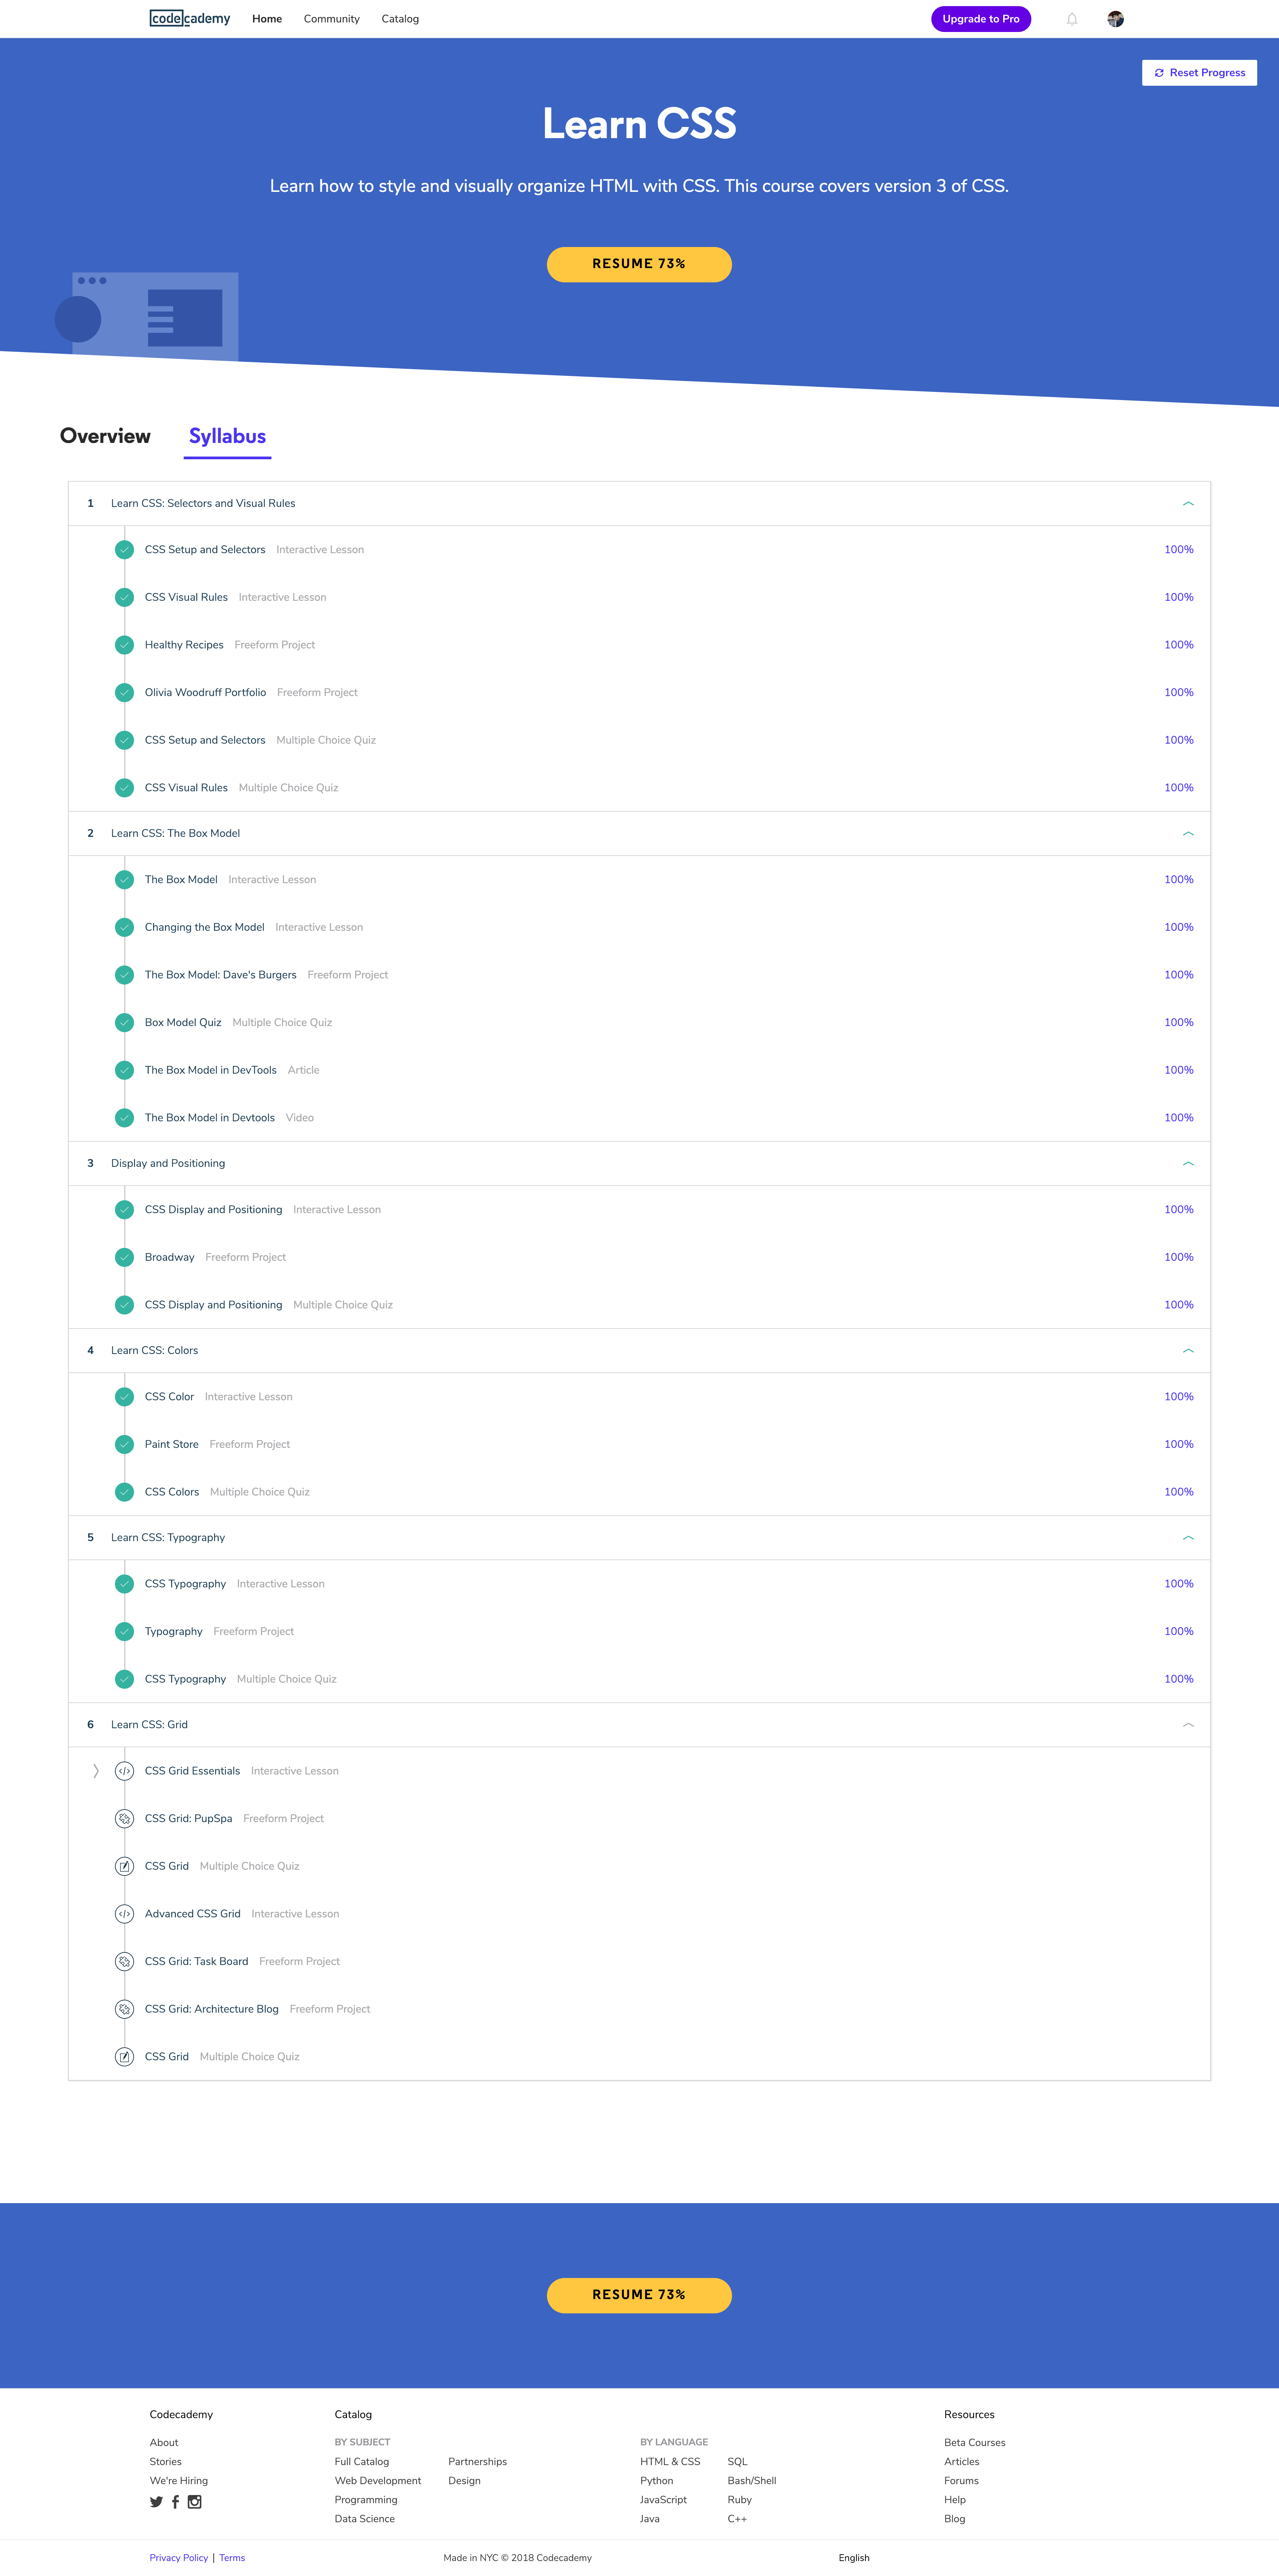 codecademy Home Community Catalog Upgrade to Pro
Reset Progress
Learn CSS
Learn how to style and visually organize HTML with CSS. This course covers version 3 of CSS.
RESUME 73%
Overview Syllabus
1 Learn CSS: Selectors and Visual Rules
CSS Setup and Selectors Interactive Lesson 100%
CSS Visual Rules Interactive Lesson 100%
Healthy Recipes Freeform Project 100%
Olivia Woodruff Portfolio Freeform Project 100%
CSS Setup and Selectors Multiple Choice Quiz 100%
CSS Visual Rules Multiple Choice Quiz 100%
2 Learn CSS: The Box Model
The Box Model Interactive Lesson 100%
Changing the Box Model Interactive Lesson 100%
The Box Model: Dave's Burgers Freeform Project 100%
Box Model Quiz Multiple Choice Quiz 100%
The Box Model in DevTools Article 100%
The Box Model in Devtools Video 100%
3 Display and Positioning
CSS Display and Positioning Interactive Lesson 100%
Broadway Freeform Project 100%
CSS Display and Positioning Multiple Choice Quiz 100%
4 Learn CSS: Colors
CSS Color Interactive Lesson 100%
Paint Store Freeform Project 100%
CSS Colors Multiple Choice Quiz 100%
5 Learn CSS: Typography
CSS Typography Interactive Lesson 100%
Typography Freeform Project 100%
CSS Typography Multiple Choice Quiz 100%
6 Learn CSS: Grid
CSS Grid Essentials Interactive Lesson
CSS Grid: PupSpa Freeform Project
CSS Grid Multiple Choice Quiz
Advanced CSS Grid Interactive Lesson
CSS Grid: Task Board Freeform Project
CSS Grid: Architecture Blog Freeform Project
CSS Grid Multiple Choice Quiz
RESUME 73%
Codecademy Catalog Resources
About BY SUBJECT BY LANGUAGE Beta Courses
Stories Full Catalog Partnerships HTML & CSS SQL Articles
We're Hiring Web Development Design Python Bash/Shell Forums
Programming JavaScript Ruby Help
Data Science Java C++ Blog
Privacy Policy | Terms Made in NYC © 2018 Codecademy English